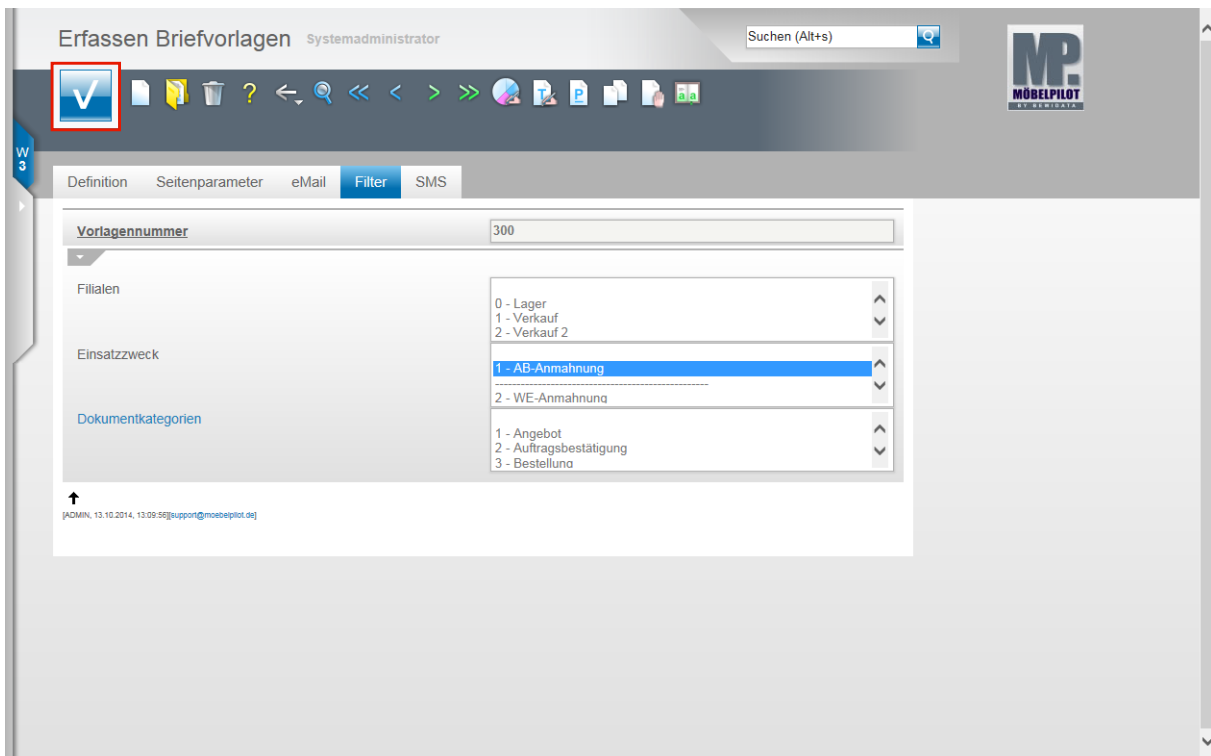 Erfassen Briefvorlagen Systemadministrator
Suchen (Alt+s)
MP.
MÖBELPILOT
BY BEWIDATA
W
3
Definition Seitenparameter eMail Filter SMS
Vorlagennummer 300
Filialen
0 - Lager
1 - Verkauf
2 - Verkauf 2
Einsatzzweck
1 - AB-Anmahnung
--------------------------------------------------
2 - WE-Anmahnung
Dokumentkategorien
1 - Angebot
2 - Auftragsbestätigung
3 - Bestellung
[ADMIN, 13.10.2014, 13:09:56][support@moebelpilot.de]